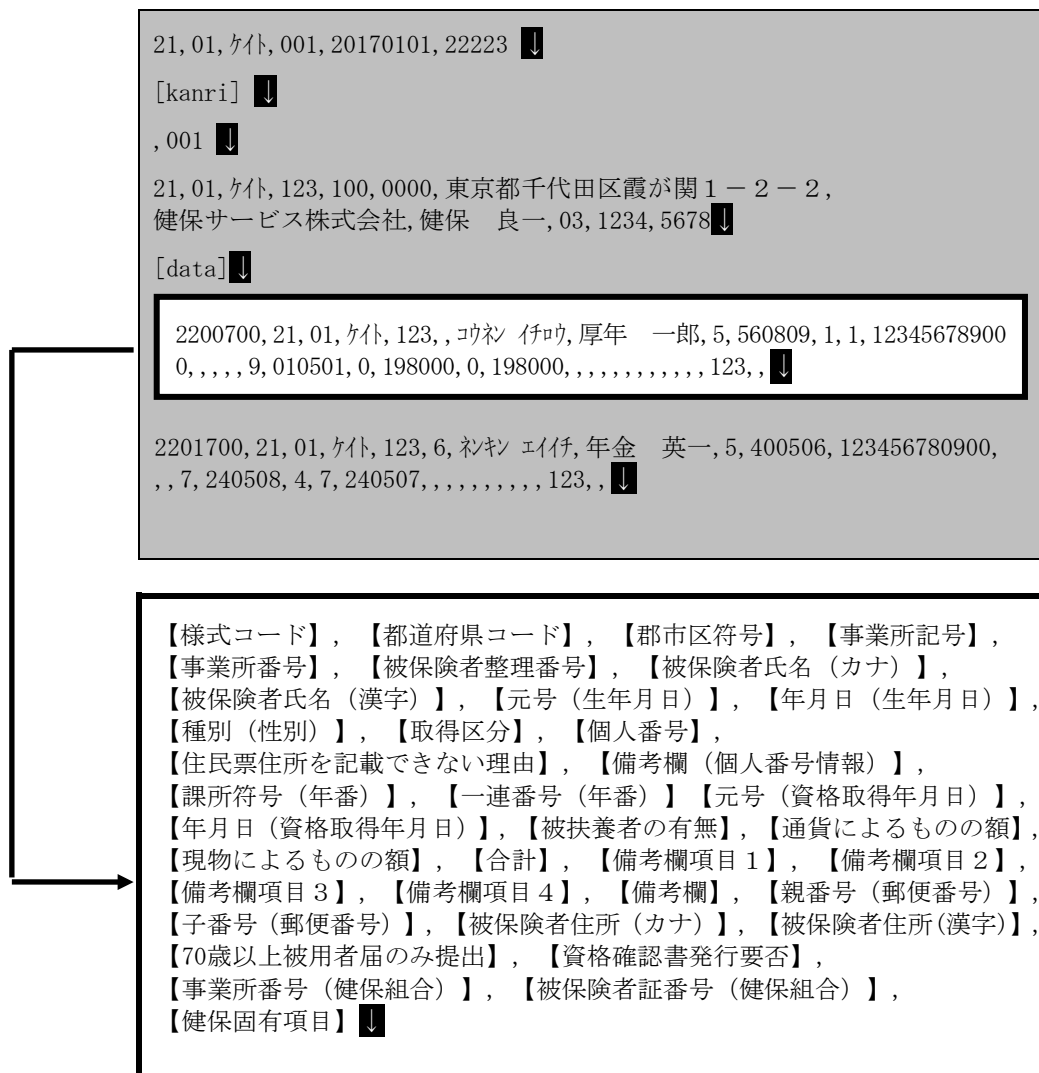 21,01,ｹｲﾄ,001,20170101,22223 ↓
[kanri] ↓
,001 ↓
21,01,ｹｲﾄ,123,100,0000,東京都千代田区霞が関１－２－２,
健保サービス株式会社,健保　良一,03,1234,5678↓
[data]↓
2200700,21,01,ｹｲﾄ,123,,ｺｳﾈﾝ ｲﾁﾛｳ,厚年　一郎,5,560809,1,1,12345678900
0,,,,,9,010501,0,198000,0,198000,,,,,,,,,,,,123,,↓
2201700,21,01,ｹｲﾄ,123,6,ﾈﾝｷﾝ ｴｲｲﾁ,年金　英一,5,400506,123456780900,
,,7,240508,4,7,240507,,,,,,,,,,123,,↓
【様式コード】, 【都道府県コード】, 【郡市区符号】, 【事業所記号】,
【事業所番号】, 【被保険者整理番号】, 【被保険者氏名（カナ）】,
【被保険者氏名（漢字）】, 【元号（生年月日）】, 【年月日（生年月日）】,
【種別（性別）】, 【取得区分】, 【個人番号】,
【住民票住所を記載できない理由】, 【備考欄（個人番号情報）】,
【課所符号（年番）】, 【一連番号（年番）】【元号（資格取得年月日）】,
【年月日（資格取得年月日）】,【被扶養者の有無】,【通貨によるものの額】,
【現物によるものの額】, 【合計】, 【備考欄項目１】, 【備考欄項目２】,
【備考欄項目３】, 【備考欄項目４】, 【備考欄】, 【親番号（郵便番号）】,
【子番号（郵便番号）】,【被保険者住所（カナ）】,【被保険者住所(漢字)】,
【70歳以上被用者届のみ提出】, 【資格確認書発行要否】,
【事業所番号（健保組合）】, 【被保険者証番号（健保組合）】,
【健保固有項目】↓